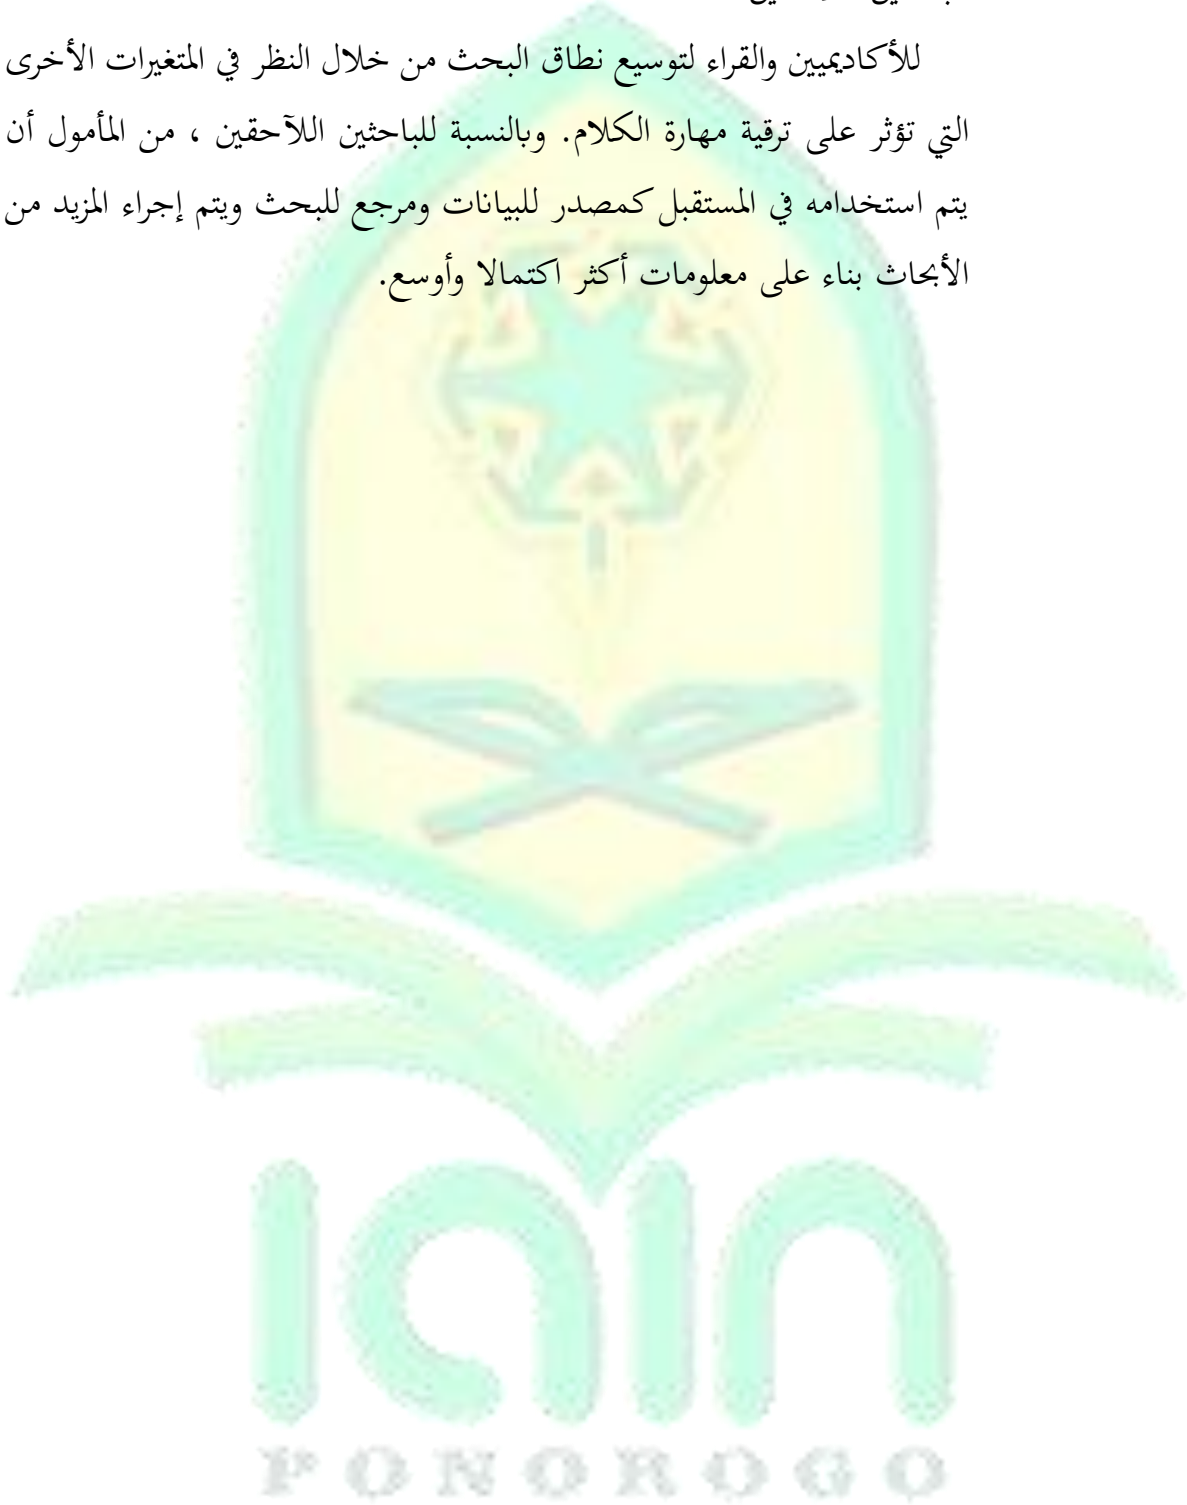 للأكاديميين والقراء لتوسيع نطاق البحث من خلال النظر في المتغيرات الأخرى
التي تؤثر على ترقية مهارة الكلام. وبالنسبة للباحثين اللآحقين ، من المأمول أن
يتم استخدامه في المستقبل كمصدر للبيانات ومرجع للبحث ويتم إجراء المزيد من
الأبحاث بناء على معلومات أكثر اكتمالا وأوسع.
iain
PONOROGO